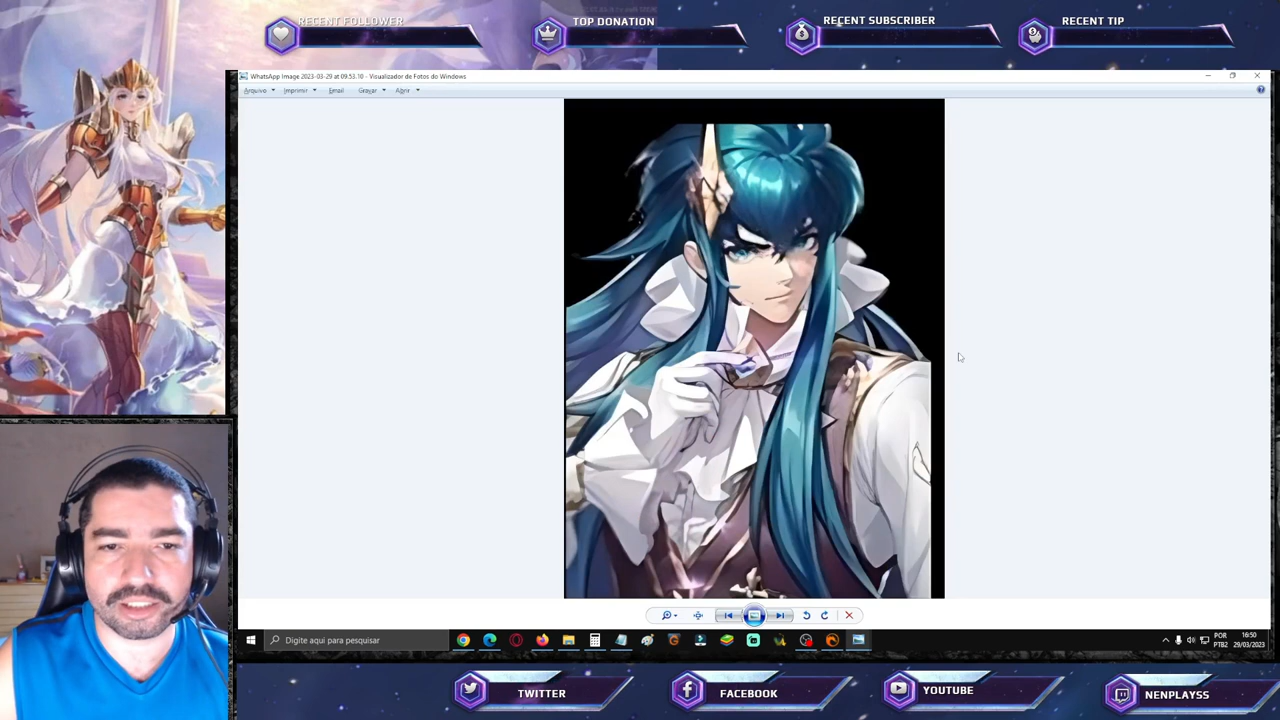 RECENT FOLLOWER
TOP DONATION
RECENT SUBSCRIBER
RECENT TIP
WhatsApp Image 2023-03-29 at 09.53.10 - Visualizador de Fotos do Windows
Arquivo Imprimir Email Gravar Abrir
Digite aqui para pesquisar
POR
PTB2
16:50
29/03/2023
TWITTER
FACEBOOK
YOUTUBE
NENPLAYSS